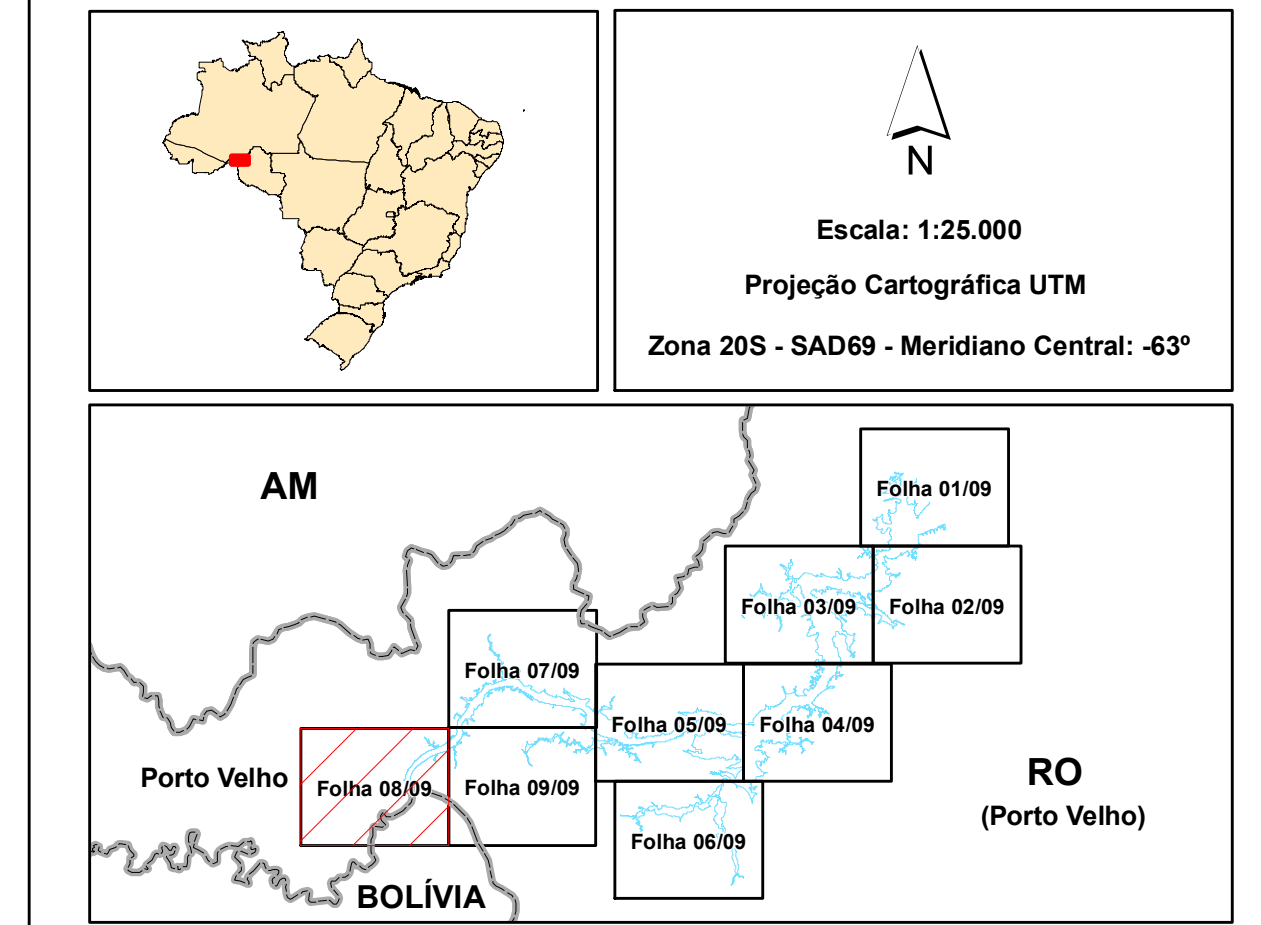 N
Escala: 1:25.000
Projeção Cartográfica UTM
Zona 20S - SAD69 - Meridiano Central: -63º
AM
Folha 01/09
Folha 03/09
Folha 02/09
Folha 07/09
Folha 05/09
Folha 04/09
Porto Velho
Folha 08/09
Folha 09/09
RO
(Porto Velho)
Folha 06/09
BOLÍVIA